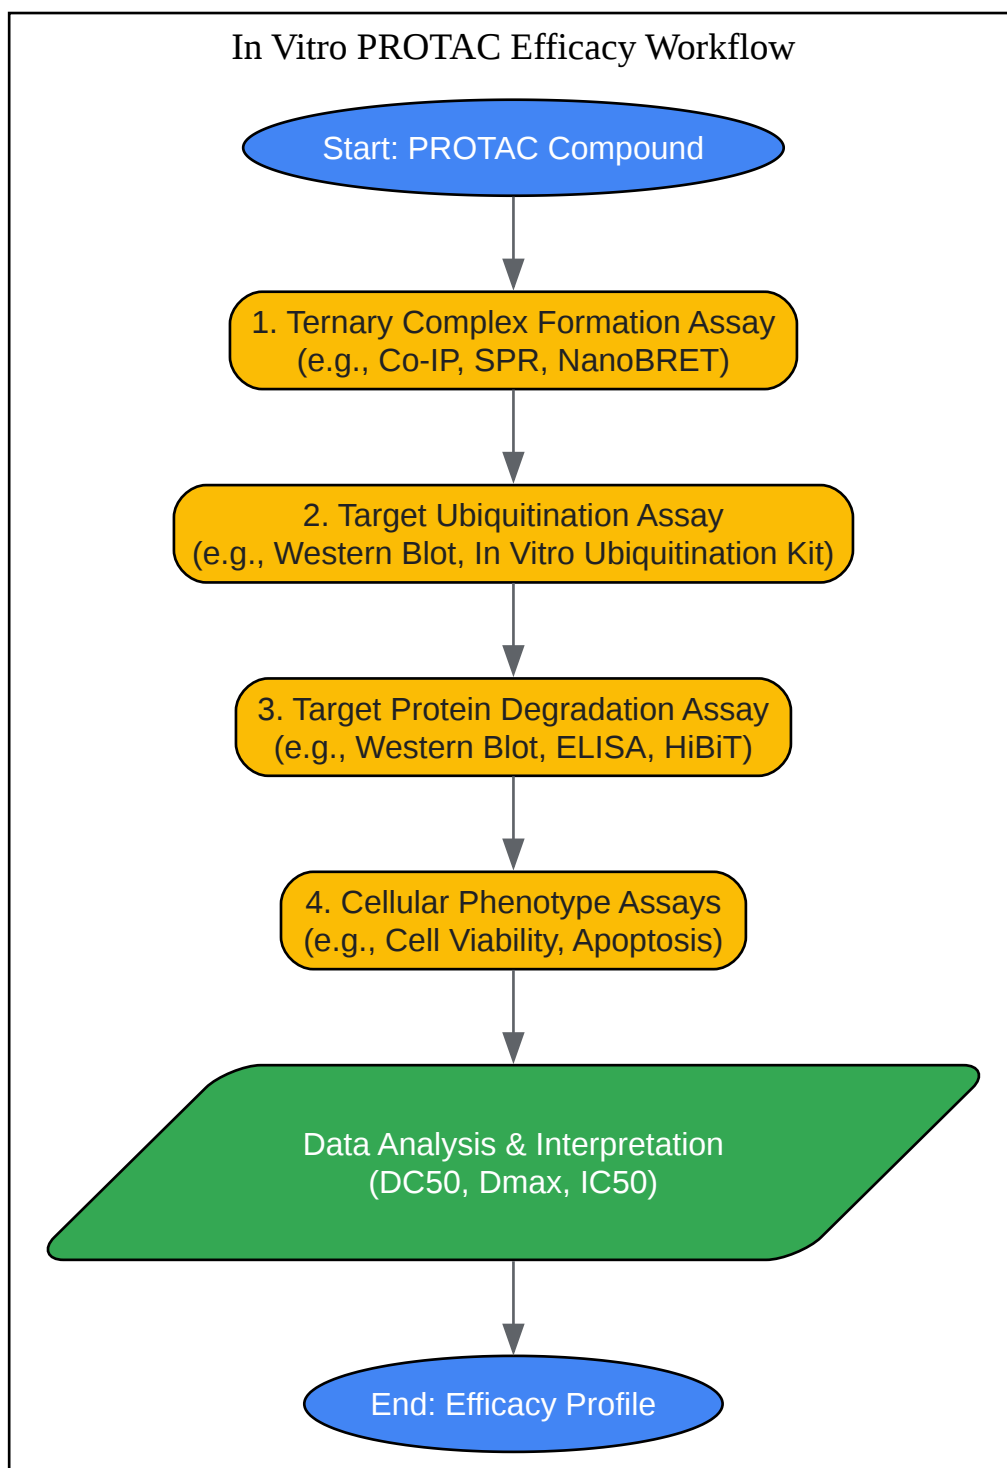 In Vitro PROTAC Efficacy Workflow
Start: PROTAC Compound
1. Ternary Complex Formation Assay
(e.g., Co-IP, SPR, NanoBRET)
2. Target Ubiquitination Assay
(e.g., Western Blot, In Vitro Ubiquitination Kit)
3. Target Protein Degradation Assay
(e.g., Western Blot, ELISA, HiBiT)
4. Cellular Phenotype Assays
(e.g., Cell Viability, Apoptosis)
Data Analysis & Interpretation
(DC50, Dmax, IC50)
End: Efficacy Profile